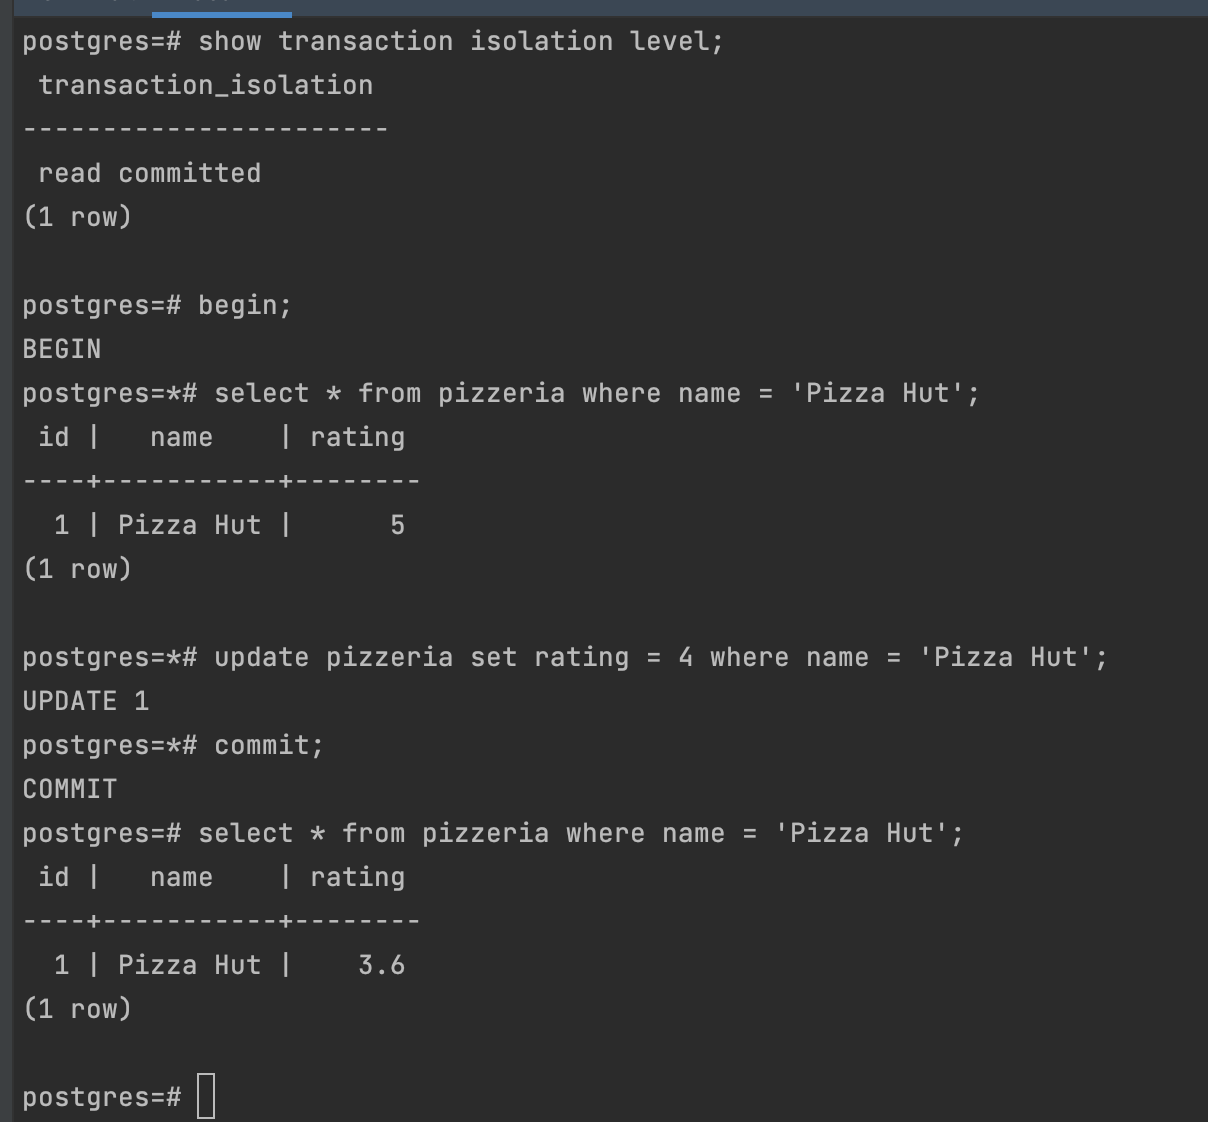 postgres=# show transaction isolation level;
 transaction_isolation
-----------------------
 read committed
(1 row)

postgres=# begin;
BEGIN
postgres=*# select * from pizzeria where name = 'Pizza Hut';
 id |   name    | rating
----+-----------+--------
  1 | Pizza Hut |      5
(1 row)

postgres=*# update pizzeria set rating = 4 where name = 'Pizza Hut';
UPDATE 1
postgres=*# commit;
COMMIT
postgres=# select * from pizzeria where name = 'Pizza Hut';
 id |   name    | rating
----+-----------+--------
  1 | Pizza Hut |    3.6
(1 row)

postgres=#